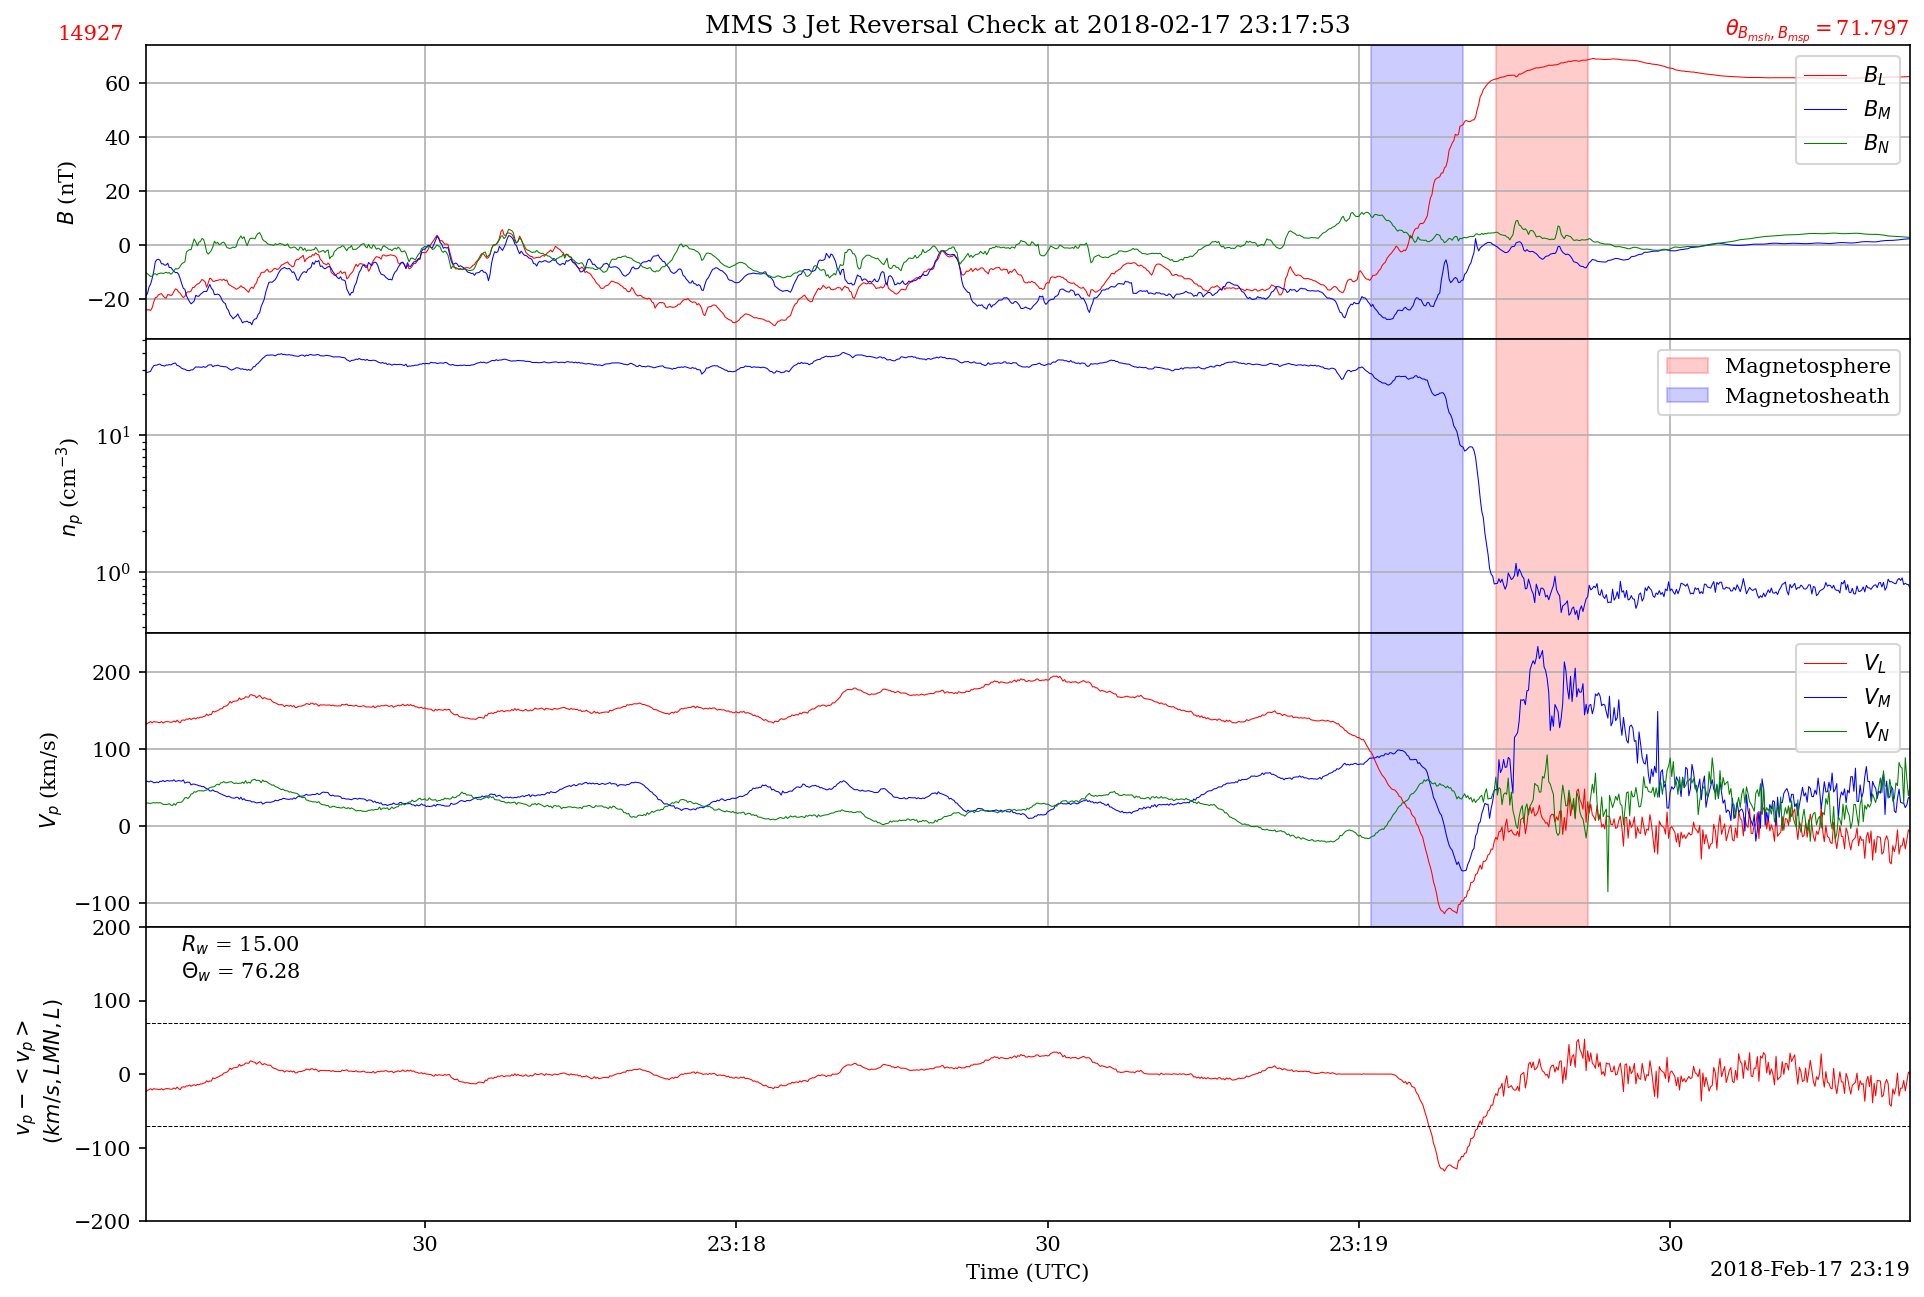 14927
MMS 3 Jet Reversal Check at 2018-02-17 23:17:53
θ_{B_{msh}, B_{msp}} = 71.797
B (nT)
60
40
20
0
−20
B_L
B_M
B_N
n_p (cm^{−3})
10^1
10^0
Magnetosphere
Magnetosheath
V_p (km/s)
200
100
0
−100
V_L
V_M
V_N
v_p − < v_p >
(km/s, LMN, L)
200
100
0
−100
−200
R_w = 15.00
Θ_w = 76.28
30
23:18
30
23:19
30
Time (UTC)
2018-Feb-17 23:19